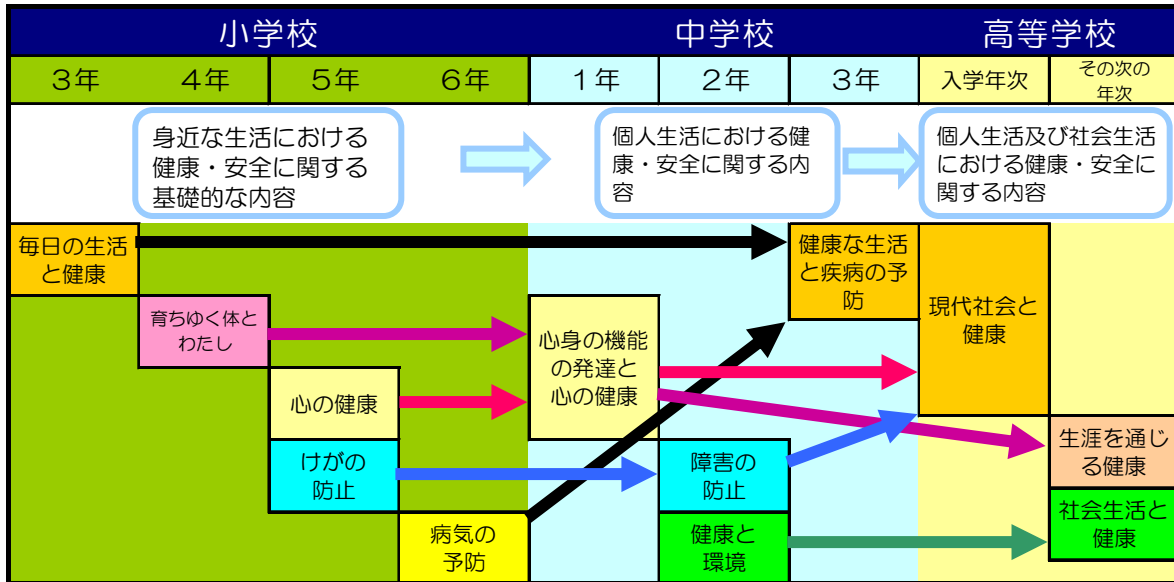 小学校
中学校
高等学校
３年
４年
５年
６年
１年
２年
３年
入学年次
その次の
年次
身近な生活における
健康・安全に関する
基礎的な内容
個人生活における健
康・安全に関する内
容
個人生活及び社会生活
における健康・安全に
関する内容
毎日の生活
と健康
健康な生活
と疾病の予
防
現代社会と
健康
育ちゆく体と
わたし
心身の機能
の発達と
心の健康
心の健康
けがの
防止
障害の
防止
生涯を通じ
る健康
病気の
予防
健康と
環境
社会生活と
健康